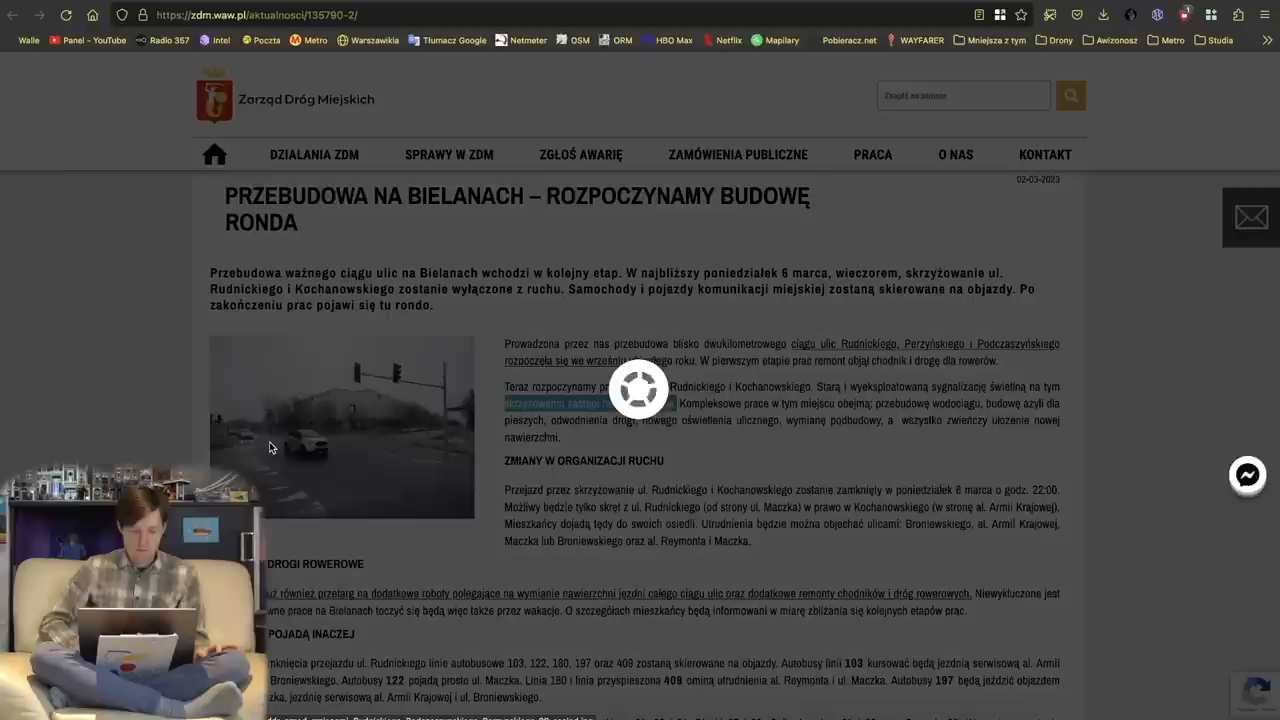 https://zdm.waw.pl/aktualnosci/135790-2/
Walle Panel - YouTube Radio 357 Intel Poczta Metro Warszawikia Tłumacz Google Netmeter OSM ORM HBO Max Netflix Mapilary Pobieracz.net WAYFARER Mniejsza z tym Drony Awizonosz Metro Studia
Zarząd Dróg Miejskich
Znajdź na stronie
DZIAŁANIA ZDM SPRAWY W ZDM ZGŁOŚ AWARIĘ ZAMÓWIENIA PUBLICZNE PRACA O NAS KONTAKT
02-03-2023
PRZEBUDOWA NA BIELANACH – ROZPOCZYNAMY BUDOWĘ
RONDA
Przebudowa ważnego ciągu ulic na Bielanach wchodzi w kolejny etap. W najbliższy poniedziałek 6 marca, wieczorem, skrzyżowanie ul.
Rudnickiego i Kochanowskiego zostanie wyłączone z ruchu. Samochody i pojazdy komunikacji miejskiej zostaną skierowane na objazdy. Po
zakończeniu prac pojawi się tu rondo.
Prowadzona przez nas przebudowa blisko dwukilometrowego ciągu ulic Rudnickiego, Perzyńskiego i Podczaszyńskiego
rozpoczęła się we wrześniu roku. W pierwszym etapie prac remont objął chodnik i drogę dla rowerów.
Teraz rozpoczynamy Rudnickiego i Kochanowskiego. Starą i wyeksploatowaną sygnalizację świetlną na tym
skrzyżowaniu zastąpi Kompleksowe prace w tym miejscu obejmą: przebudowę wodociągu, budowę azyli dla
pieszych, odwodnienia drogi, nowego oświetlenia ulicznego, wymianę podbudowy, a wszystko zwieńczy ułożenie nowej
nawierzchni.
ZMIANY W ORGANIZACJI RUCHU
Przejazd przez skrzyżowanie ul. Rudnickiego i Kochanowskiego zostanie zamknięty w poniedziałek 6 marca o godz. 22:00.
Możliwy będzie tylko skręt z ul. Rudnickiego (od strony ul. Maczka) w prawo w Kochanowskiego (w stronę al. Armii Krajowej).
Mieszkańcy dojadą tędy do swoich osiedli. Utrudnienia będzie można objechać ulicami: Broniewskiego, al. Armii Krajowej,
Maczka lub Broniewskiego oraz al. Reymonta i Maczka.
DROGI ROWEROWE
również przetarg na dodatkowe roboty polegające na wymianie nawierzchni jezdni całego ciągu ulic oraz dodatkowe remonty chodników i dróg rowerowych. Niewykluczone jest
prace na Bielanach toczyć się będą więc także przez wakacje. O szczegółach mieszkańcy będą informowani w miarę zbliżania się kolejnych etapów prac.
POJADĄ INACZEJ
przejazdu ul. Rudnickiego linie autobusowe 103, 122, 180, 197 oraz 409 zostaną skierowane na objazdy. Autobusy linii 103 kursować będą jezdnią serwisową al. Armii
Broniewskiego. Autobusy 122 pojadą prosto ul. Maczka. Linia 180 i linia przyspieszona 409 ominą utrudnienia al. Reymonta i ul. Maczka. Autobusy 197 będą jeździć objazdem
jezdnię serwisową al. Armii Krajowej i ul. Broniewskiego.